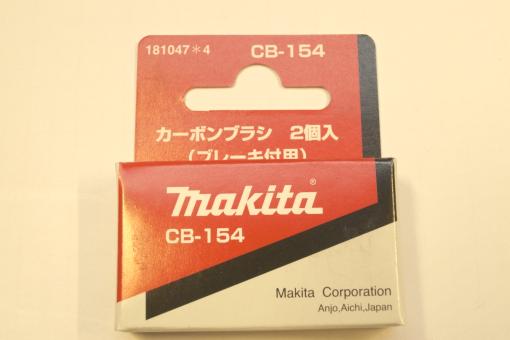 181047*4 CB-154
カーボンブラシ 2個入
(ブレーキ付用)
makita®
CB-154
Makita Corporation
Anjo,Aichi,Japan